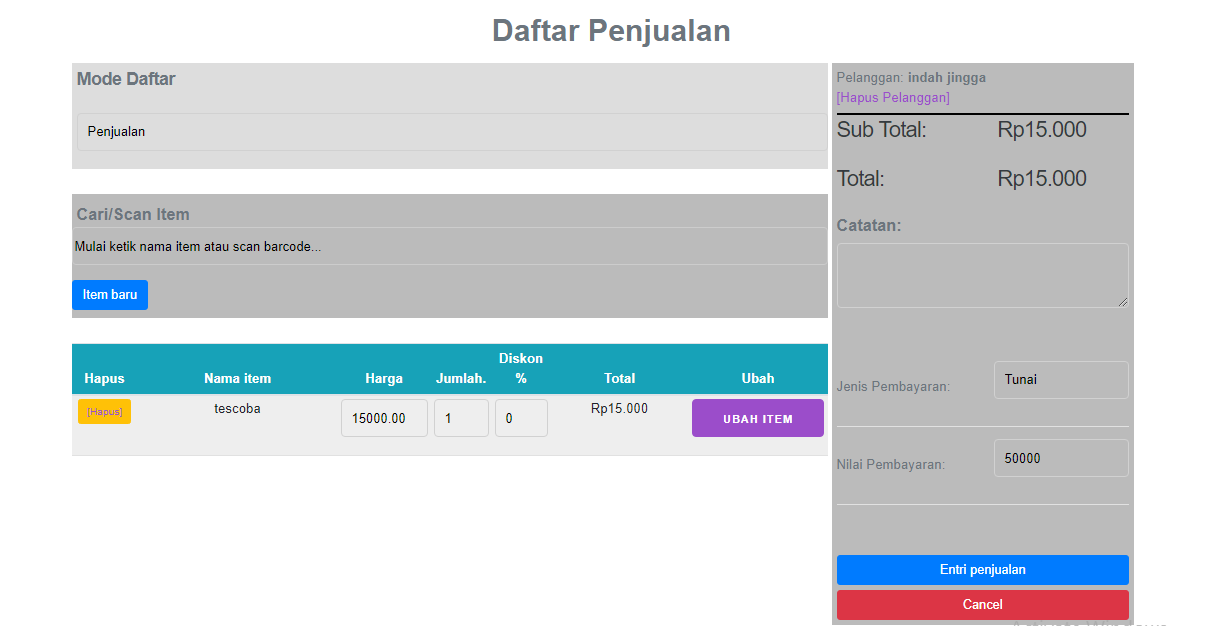 Daftar Penjualan
Mode Daftar
Penjualan
Cari/Scan Item
Mulai ketik nama item atau scan barcode...
Item baru
Hapus Nama item Harga Jumlah. Diskon % Total Ubah
[Hapus] tescoba 15000.00 1 0 Rp15.000 UBAH ITEM
Pelanggan: indah jingga
[Hapus Pelanggan]
Sub Total: Rp15.000
Total: Rp15.000
Catatan:
Jenis Pembayaran: Tunai
Nilai Pembayaran: 50000
Entri penjualan
Cancel